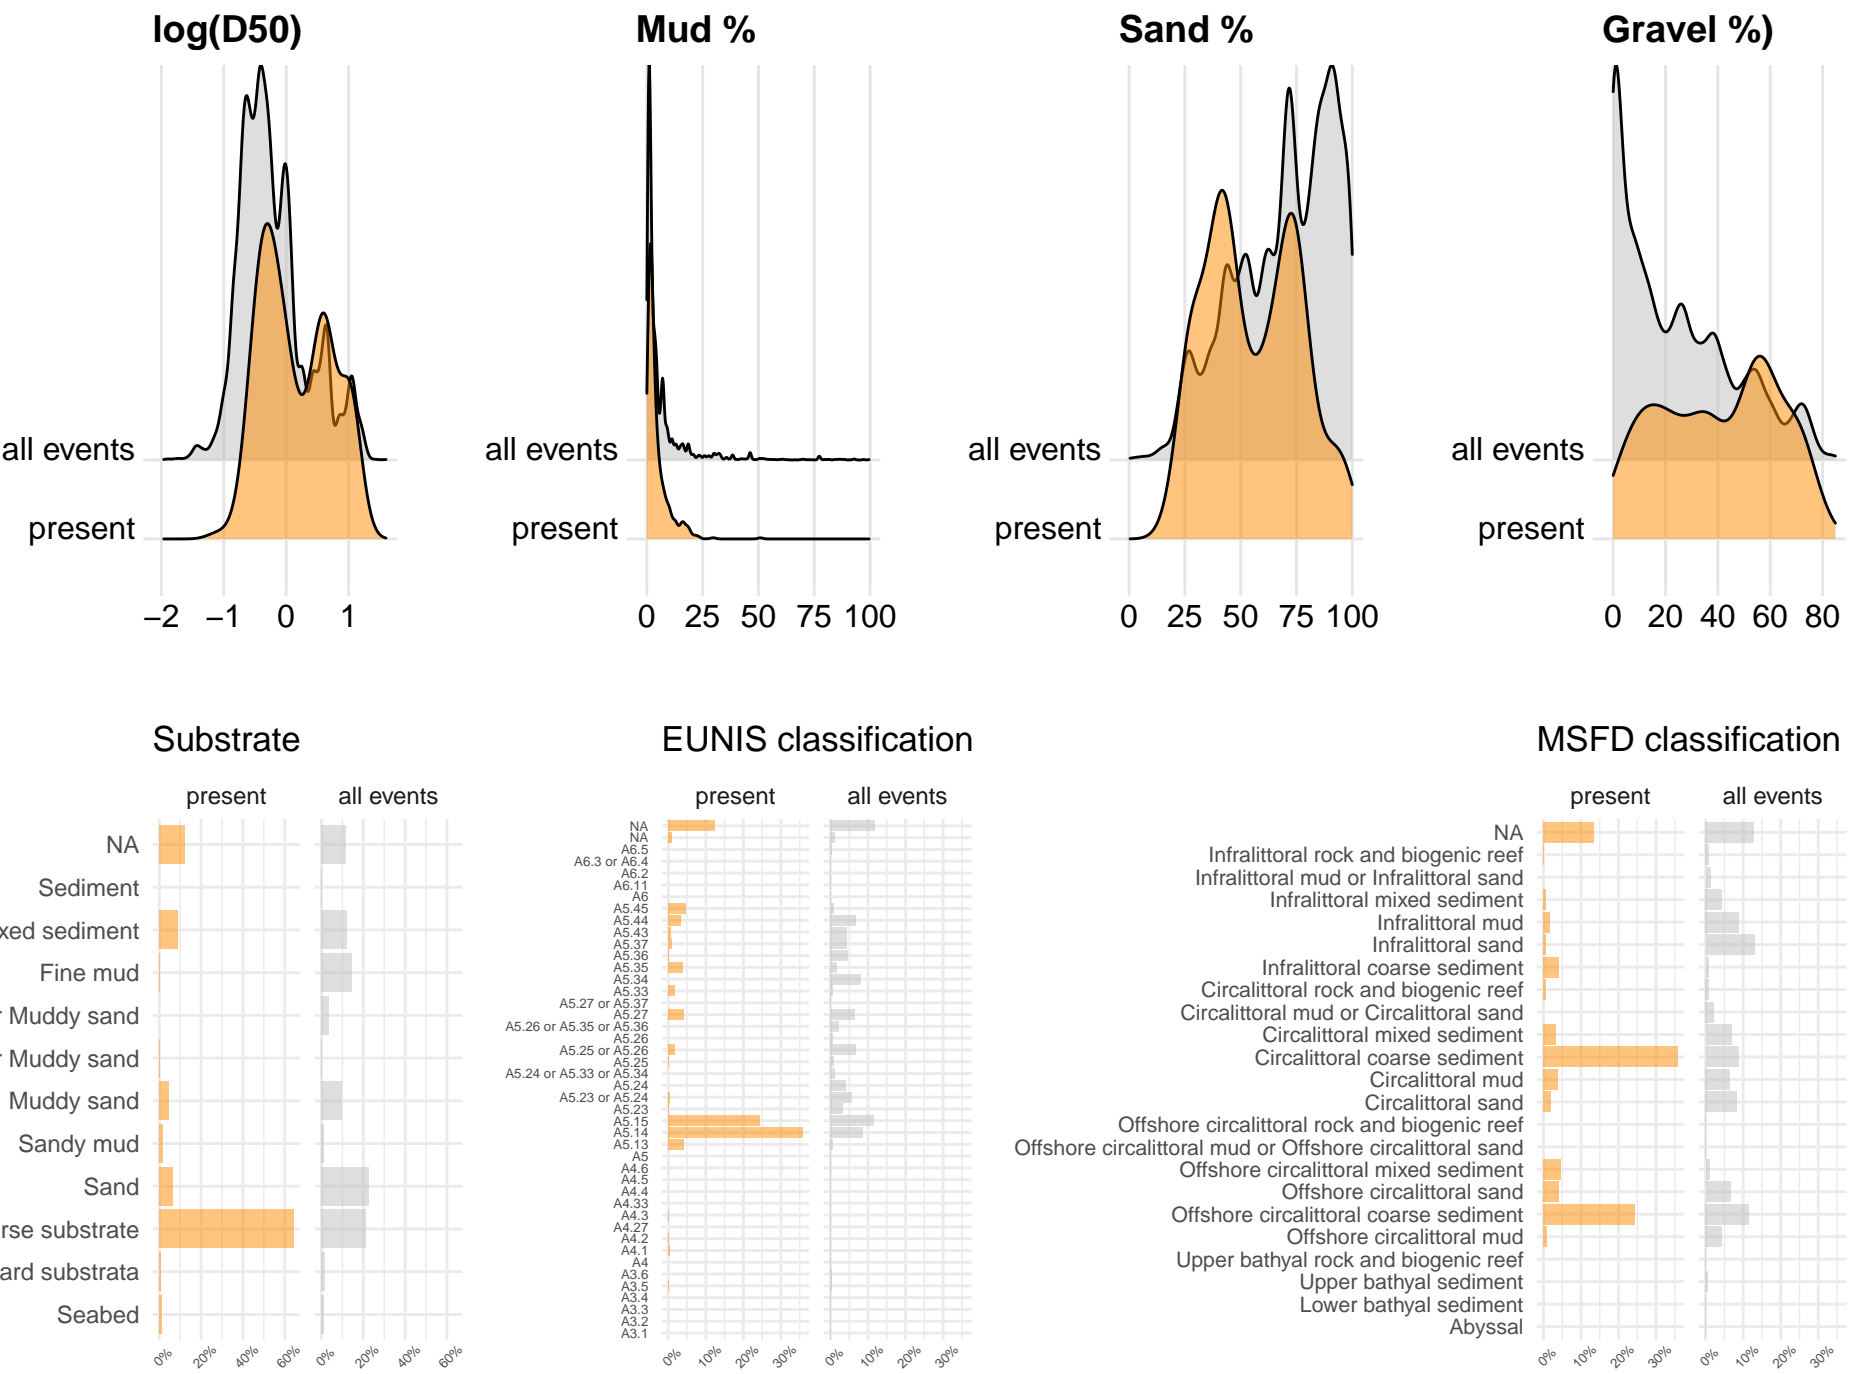 log(D50) Mud % Sand % Gravel %)
all events all events all events all events
present present present present
−2 −1 0 1 0 25 50 75 100 0 25 50 75 100 0 20 40 60 80
Substrate
present all events
NA
Sediment
xed sediment
Fine mud
r Muddy sand
r Muddy sand
Muddy sand
Sandy mud
Sand
rse substrate
ard substrata
Seabed
0% 20% 40% 60% 0% 20% 40% 60%
EUNIS classification
present all events
NA
NA
A6.5
A6.3 or A6.4
A6.2
A6.11
A6
A5.45
A5.44
A5.43
A5.37
A5.36
A5.35
A5.34
A5.33
A5.27 or A5.37
A5.27
A5.26 or A5.35 or A5.36
A5.26
A5.25 or A5.26
A5.25
A5.24 or A5.33 or A5.34
A5.24
A5.23 or A5.24
A5.23
A5.15
A5.14
A5.13
A5
A4.6
A4.5
A4.4
A4.33
A4.3
A4.27
A4.2
A4.1
A4
A3.6
A3.5
A3.4
A3.3
A3.2
A3.1
0% 10% 20% 30% 0% 10% 20% 30%
MSFD classification
present all events
NA
Infralittoral rock and biogenic reef
Infralittoral mud or Infralittoral sand
Infralittoral mixed sediment
Infralittoral mud
Infralittoral sand
Infralittoral coarse sediment
Circalittoral rock and biogenic reef
Circalittoral mud or Circalittoral sand
Circalittoral mixed sediment
Circalittoral coarse sediment
Circalittoral mud
Circalittoral sand
Offshore circalittoral rock and biogenic reef
Offshore circalittoral mud or Offshore circalittoral sand
Offshore circalittoral mixed sediment
Offshore circalittoral sand
Offshore circalittoral coarse sediment
Offshore circalittoral mud
Upper bathyal rock and biogenic reef
Upper bathyal sediment
Lower bathyal sediment
Abyssal
0% 10% 20% 30% 0% 10% 20% 30%